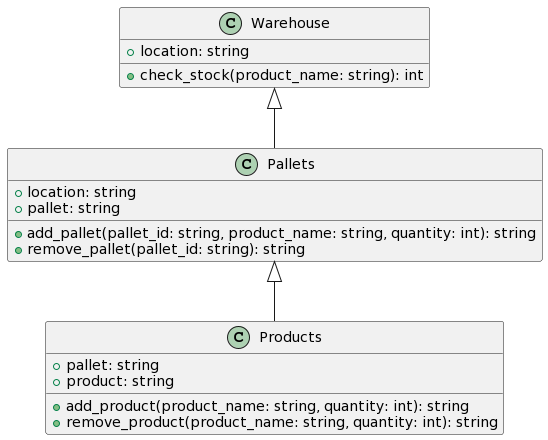 C Warehouse
location: string
check_stock(product_name: string): int
C Pallets
location: string
pallet: string
add_pallet(pallet_id: string, product_name: string, quantity: int): string
remove_pallet(pallet_id: string): string
C Products
pallet: string
product: string
add_product(product_name: string, quantity: int): string
remove_product(product_name: string, quantity: int): string